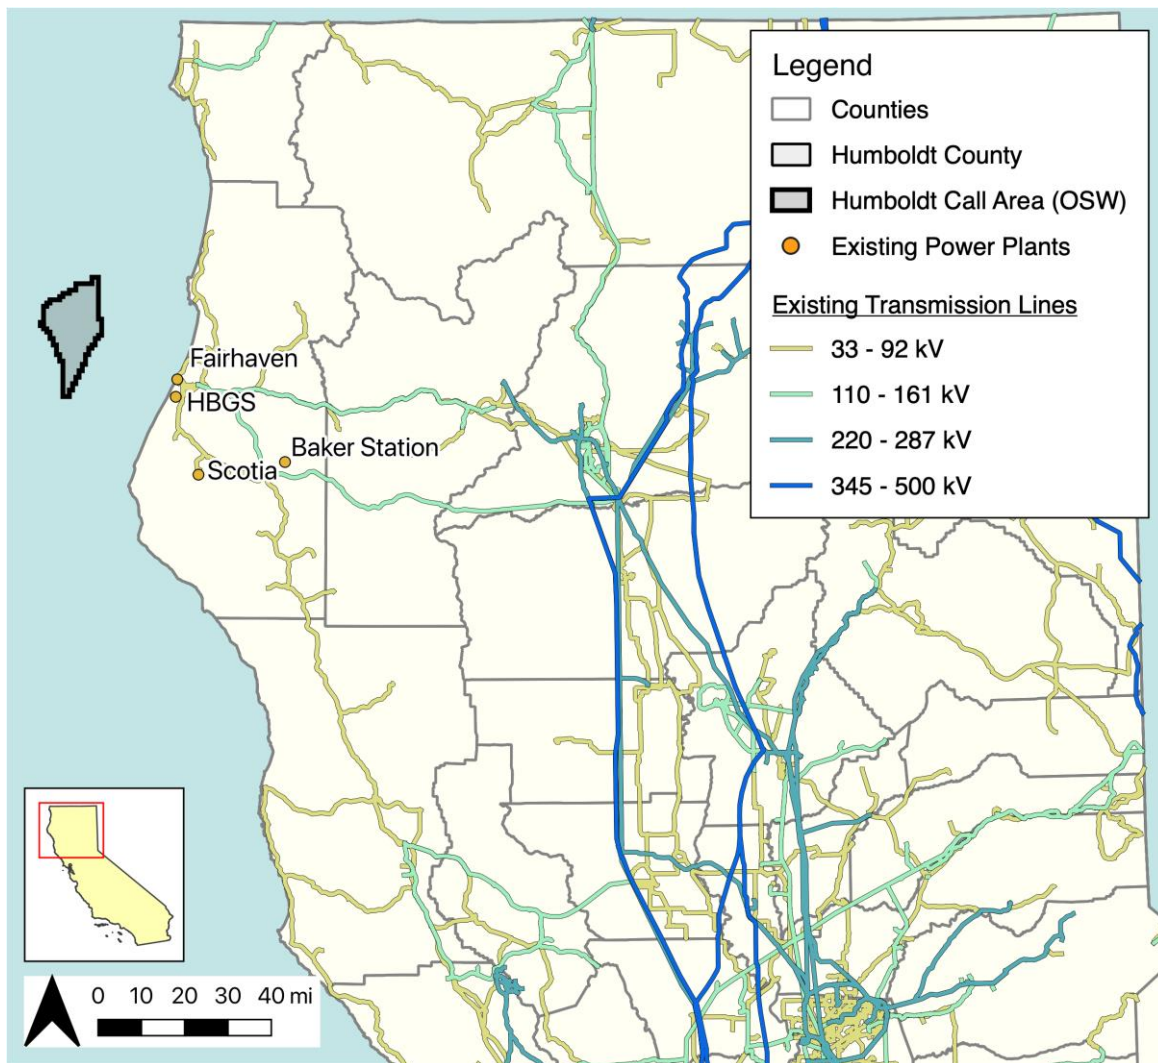 Legend
Counties
Humboldt County
Humboldt Call Area (OSW)
Existing Power Plants
Existing Transmission Lines
33 - 92 kV
110 - 161 kV
220 - 287 kV
345 - 500 kV
Fairhaven
HBGS
Baker Station
Scotia
0 10 20 30 40 mi